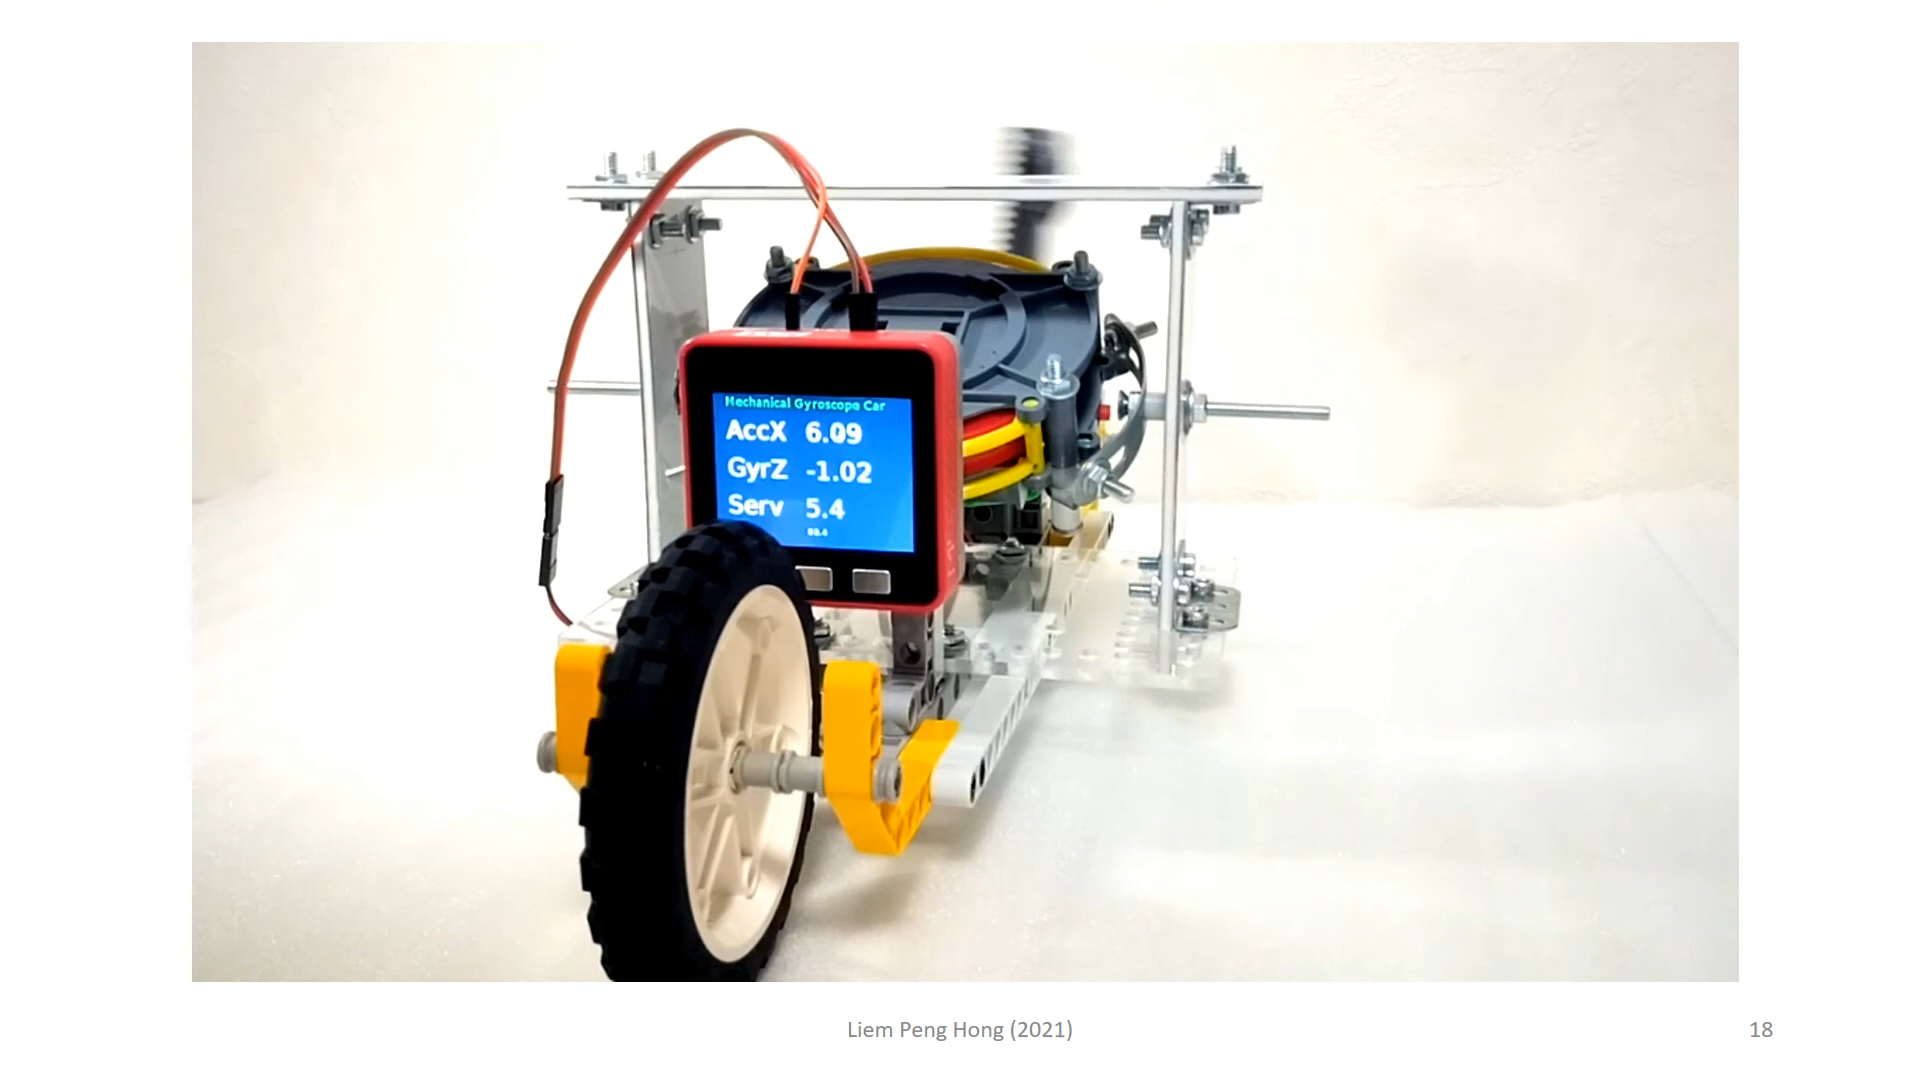 Mechanical Gyroscope Car
AccX 6.09
GyrZ -1.02
Serv 5.4
Liem Peng Hong (2021)
18